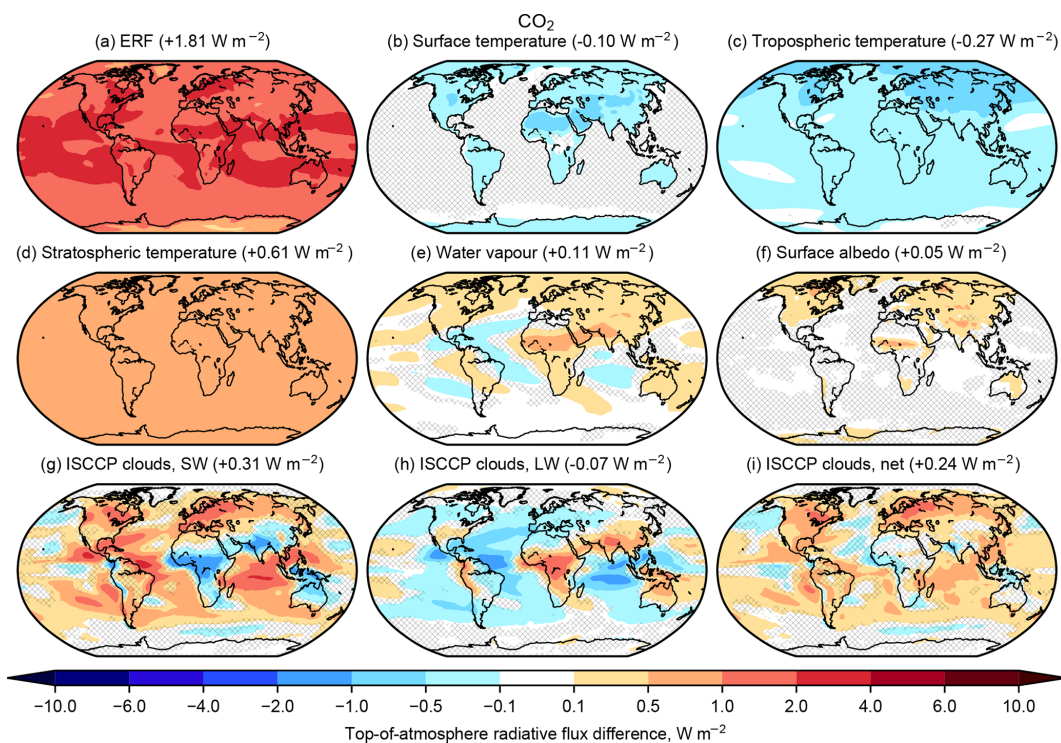 CO₂
(a) ERF (+1.81 W m⁻²)
(b) Surface temperature (-0.10 W m⁻²)
(c) Tropospheric temperature (-0.27 W m⁻²)
(d) Stratospheric temperature (+0.61 W m⁻²)
(e) Water vapour (+0.11 W m⁻²)
(f) Surface albedo (+0.05 W m⁻²)
(g) ISCCP clouds, SW (+0.31 W m⁻²)
(h) ISCCP clouds, LW (-0.07 W m⁻²)
(i) ISCCP clouds, net (+0.24 W m⁻²)
−10.0 −6.0 −4.0 −2.0 −1.0 −0.5 −0.1 0.1 0.5 1.0 2.0 4.0 6.0 10.0
Top-of-atmosphere radiative flux difference, W m⁻²